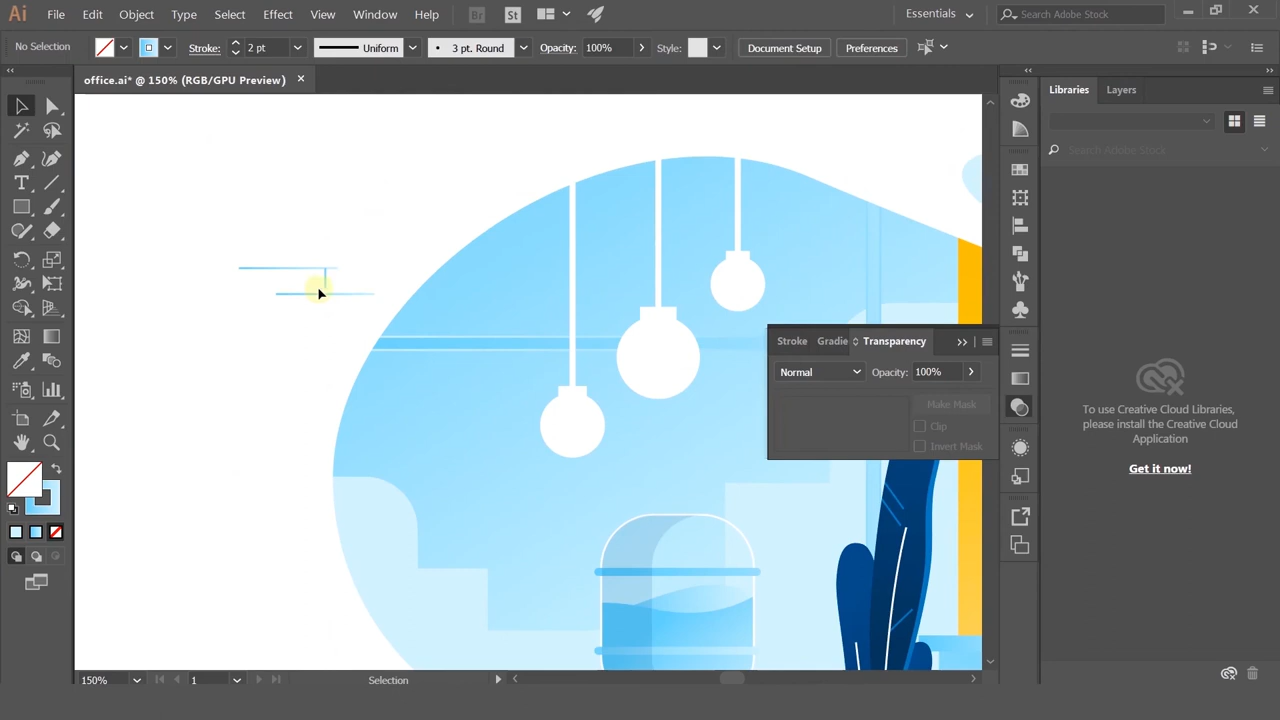 Ai File Edit Object Type Select Effect View Window Help Br St Essentials Search Adobe Stock
No Selection Stroke: 2 pt Uniform 3 pt. Round Opacity: 100% Style: Document Setup Preferences
office.ai* @ 150% (RGB/GPU Preview) ×
Libraries Layers
Search Adobe Stock
Stroke Gradie Transparency
Normal Opacity: 100%
Make Mask
Clip
Invert Mask
To use Creative Cloud Libraries,
please install the Creative Cloud
Application
Get it now!
150% 1 Selection